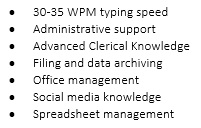 • 30-35 WPM typing speed
• Administrative support
• Advanced Clerical Knowledge
• Filing and data archiving
• Office management
• Social media knowledge
• Spreadsheet management